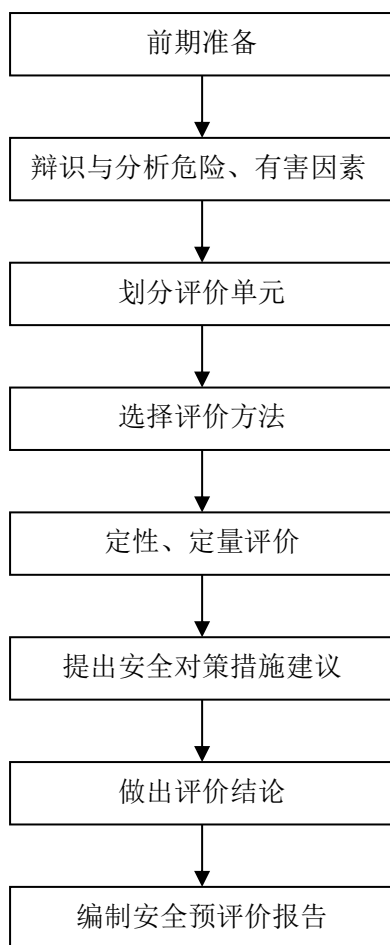 前期准备
辩识与分析危险、有害因素
划分评价单元
选择评价方法
定性、定量评价
提出安全对策措施建议
做出评价结论
编制安全预评价报告